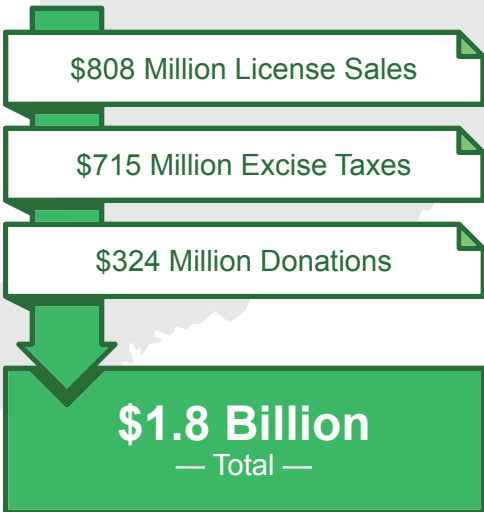 $808 Million License Sales
$715 Million Excise Taxes
$324 Million Donations
$1.8 Billion
— Total —